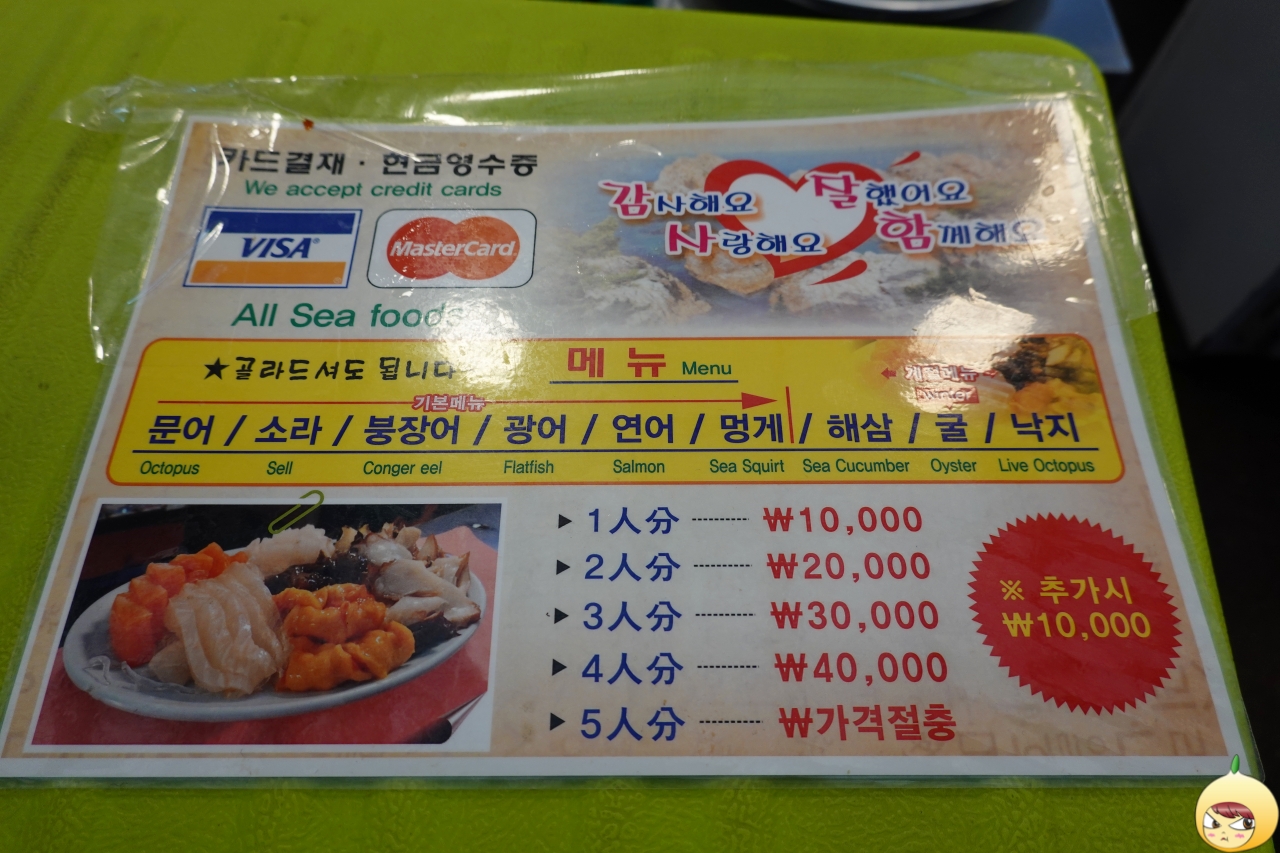 카드결재 · 현금영수증
We accept credit cards
VISA
MasterCard
All Sea foods
감사해요 잘했어요
사랑해요 함께해요
★골라드셔도 됩니다
메뉴 Menu
기본메뉴
계절메뉴
문어 / 소라 / 붕장어 / 광어 / 연어 / 멍게 / 해삼 / 굴 / 낙지
Octopus Sell Conger eel Flatfish Salmon Sea Squirt Sea Cucumber Oyster Live Octopus
▶ 1人分 -------- ₩10,000
▶ 2人分 -------- ₩20,000
▶ 3人分 -------- ₩30,000
▶ 4人分 -------- ₩40,000
▶ 5人分 -------- ₩가격절충
※ 추가시
₩10,000